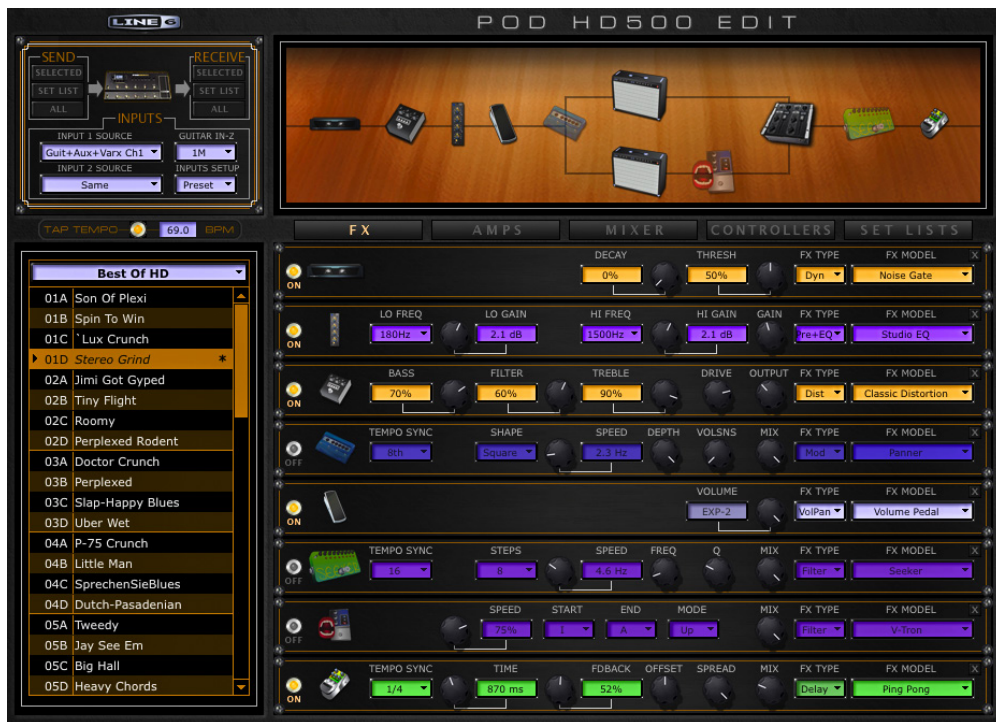 LINE 6
POD HD500 EDIT
SEND
RECEIVE
SELECTED
SELECTED
SET LIST
SET LIST
ALL
ALL
INPUTS
INPUT 1 SOURCE
GUITAR IN-Z
Guit+Aux+Varx Ch1
1M
INPUT 2 SOURCE
INPUTS SETUP
Same
Preset
TAP TEMPO
69.0
BPM
FX
AMPS
MIXER
CONTROLLERS
SET LISTS
Best Of HD
01A Son Of Plexi
01B Spin To Win
01C `Lux Crunch
01D Stereo Grind *
02A Jimi Got Gyped
02B Tiny Flight
02C Roomy
02D Perplexed Rodent
03A Doctor Crunch
03B Perplexed
03C Slap-Happy Blues
03D Uber Wet
04A P-75 Crunch
04B Little Man
04C SprechenSieBlues
04D Dutch-Pasadenian
05A Tweedy
05B Jay See Em
05C Big Hall
05D Heavy Chords
DECAY THRESH FX TYPE FX MODEL X
ON 0% 50% Dyn Noise Gate
LO FREQ LO GAIN HI FREQ HI GAIN GAIN FX TYPE FX MODEL X
ON 180Hz 2.1 dB 1500Hz 2.1 dB Pre+EQ Studio EQ
BASS FILTER TREBLE DRIVE OUTPUT FX TYPE FX MODEL X
ON 70% 60% 90% Dist Classic Distortion
TEMPO SYNC SHAPE SPEED DEPTH VOLSNS MIX FX TYPE FX MODEL X
OFF 8th Square 2.3 Hz Mod Panner
VOLUME FX TYPE FX MODEL X
ON EXP-2 VolPan Volume Pedal
TEMPO SYNC STEPS SPEED FREQ Q MIX FX TYPE FX MODEL X
OFF 16 8 4.6 Hz Filter Seeker
SPEED START END MODE MIX FX TYPE FX MODEL X
OFF 75% I A Up Filter V-Tron
TEMPO SYNC TIME FDBACK OFFSET SPREAD MIX FX TYPE FX MODEL X
ON 1/4 870 ms 52% Delay Ping Pong